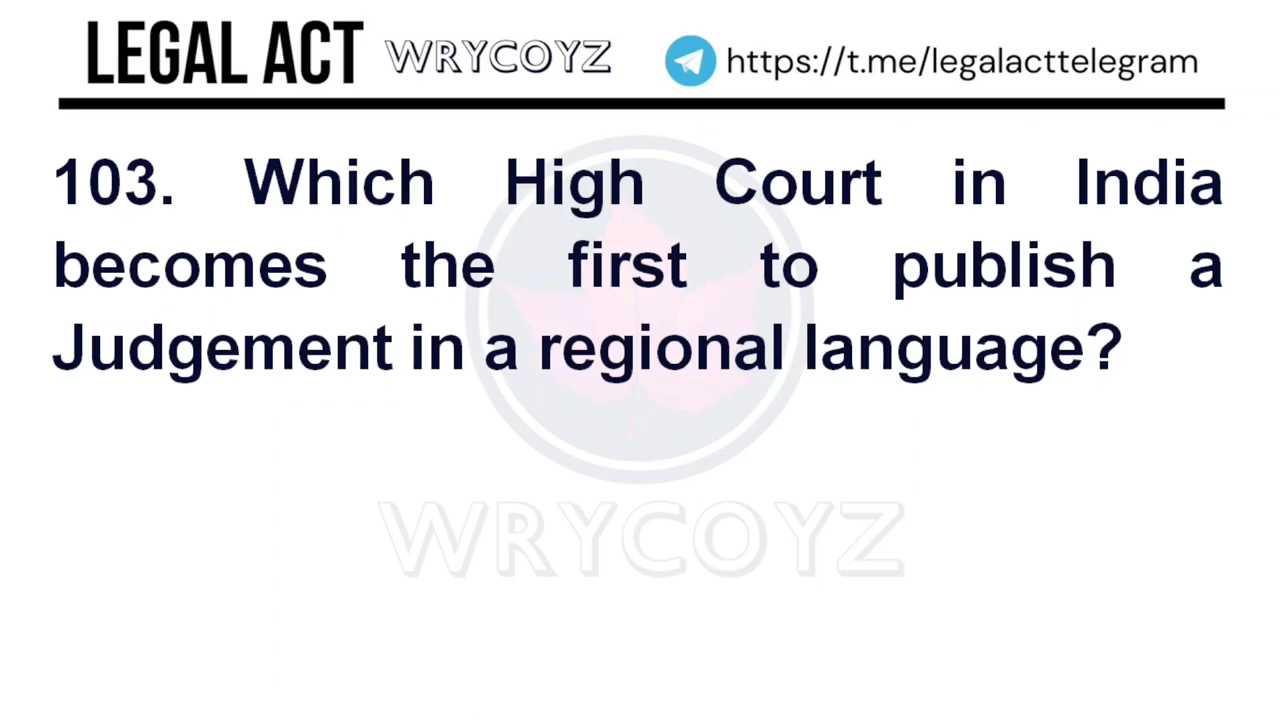 LEGAL ACT WRYCOYZ https://t.me/legalacttelegram
103. Which High Court in India
becomes the first to publish a
Judgement in a regional language?
WRYCOYZ